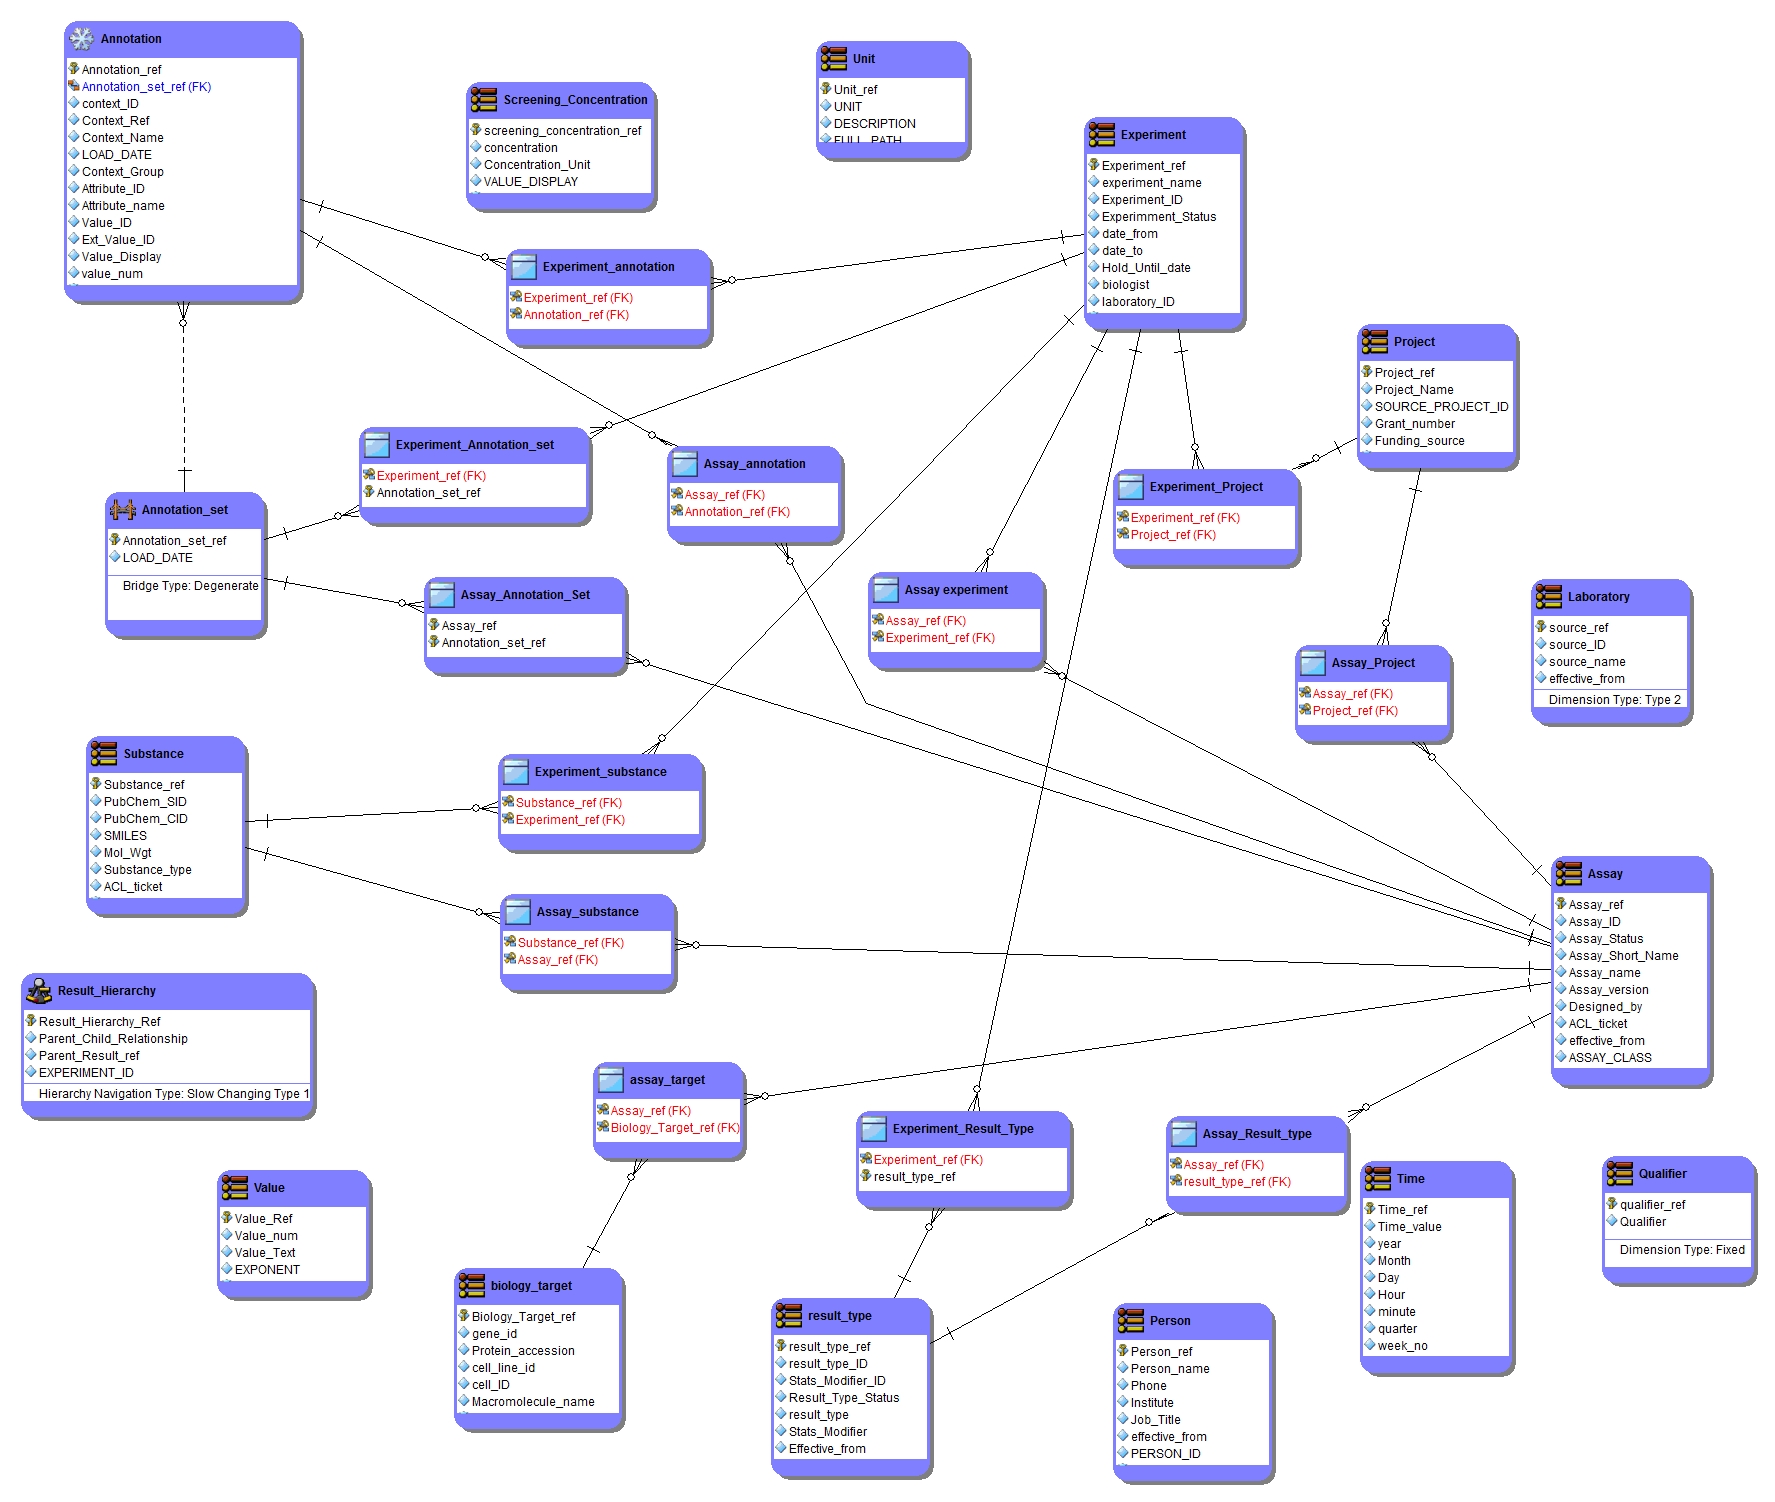 Annotation
Annotation_ref
Annotation_set_ref (FK)
context_ID
Context_Ref
Context_Name
LOAD_DATE
Context_Group
Attribute_ID
Attribute_name
Value_ID
Ext_Value_ID
Value_Display
value_num
Screening_Concentration
screening_concentration_ref
concentration
Concentration_Unit
VALUE_DISPLAY
Unit
Unit_ref
UNIT
DESCRIPTION
FULL_PATH
Experiment
Experiment_ref
experiment_name
Experiment_ID
Experimment_Status
date_from
date_to
Hold_Until_date
biologist
laboratory_ID
Experiment_annotation
Experiment_ref (FK)
Annotation_ref (FK)
Project
Project_ref
Project_Name
SOURCE_PROJECT_ID
Grant_number
Funding_source
Experiment_Annotation_set
Experiment_ref (FK)
Annotation_set_ref
Assay_annotation
Assay_ref (FK)
Annotation_ref (FK)
Experiment_Project
Experiment_ref (FK)
Project_ref (FK)
Annotation_set
Annotation_set_ref
LOAD_DATE
Bridge Type: Degenerate
Assay_Annotation_Set
Assay_ref
Annotation_set_ref
Assay experiment
Assay_ref (FK)
Experiment_ref (FK)
Laboratory
source_ref
source_ID
source_name
effective_from
Dimension Type: Type 2
Assay_Project
Assay_ref (FK)
Project_ref (FK)
Substance
Substance_ref
PubChem_SID
PubChem_CID
SMILES
Mol_Wgt
Substance_type
ACL_ticket
Experiment_substance
Substance_ref (FK)
Experiment_ref (FK)
Assay_substance
Substance_ref (FK)
Assay_ref (FK)
Assay
Assay_ref
Assay_ID
Assay_Status
Assay_Short_Name
Assay_name
Assay_version
Designed_by
ACL_ticket
effective_from
ASSAY_CLASS
Result_Hierarchy
Result_Hierarchy_Ref
Parent_Child_Relationship
Parent_Result_ref
EXPERIMENT_ID
Hierarchy Navigation Type: Slow Changing Type 1
assay_target
Assay_ref (FK)
Biology_Target_ref (FK)
Experiment_Result_Type
Experiment_ref (FK)
result_type_ref
Assay_Result_type
Assay_ref (FK)
result_type_ref (FK)
Time
Time_ref
Time_value
year
Month
Day
Hour
minute
quarter
week_no
Qualifier
qualifier_ref
Qualifier
Dimension Type: Fixed
Value
Value_Ref
Value_num
Value_Text
EXPONENT
biology_target
Biology_Target_ref
gene_id
Protein_accession
cell_line_id
cell_ID
Macromolecule_name
result_type
result_type_ref
result_type_ID
Stats_Modifier_ID
Result_Type_Status
result_type
Stats_Modifier
Effective_from
Person
Person_ref
Person_name
Phone
Institute
Job_Title
effective_from
PERSON_ID